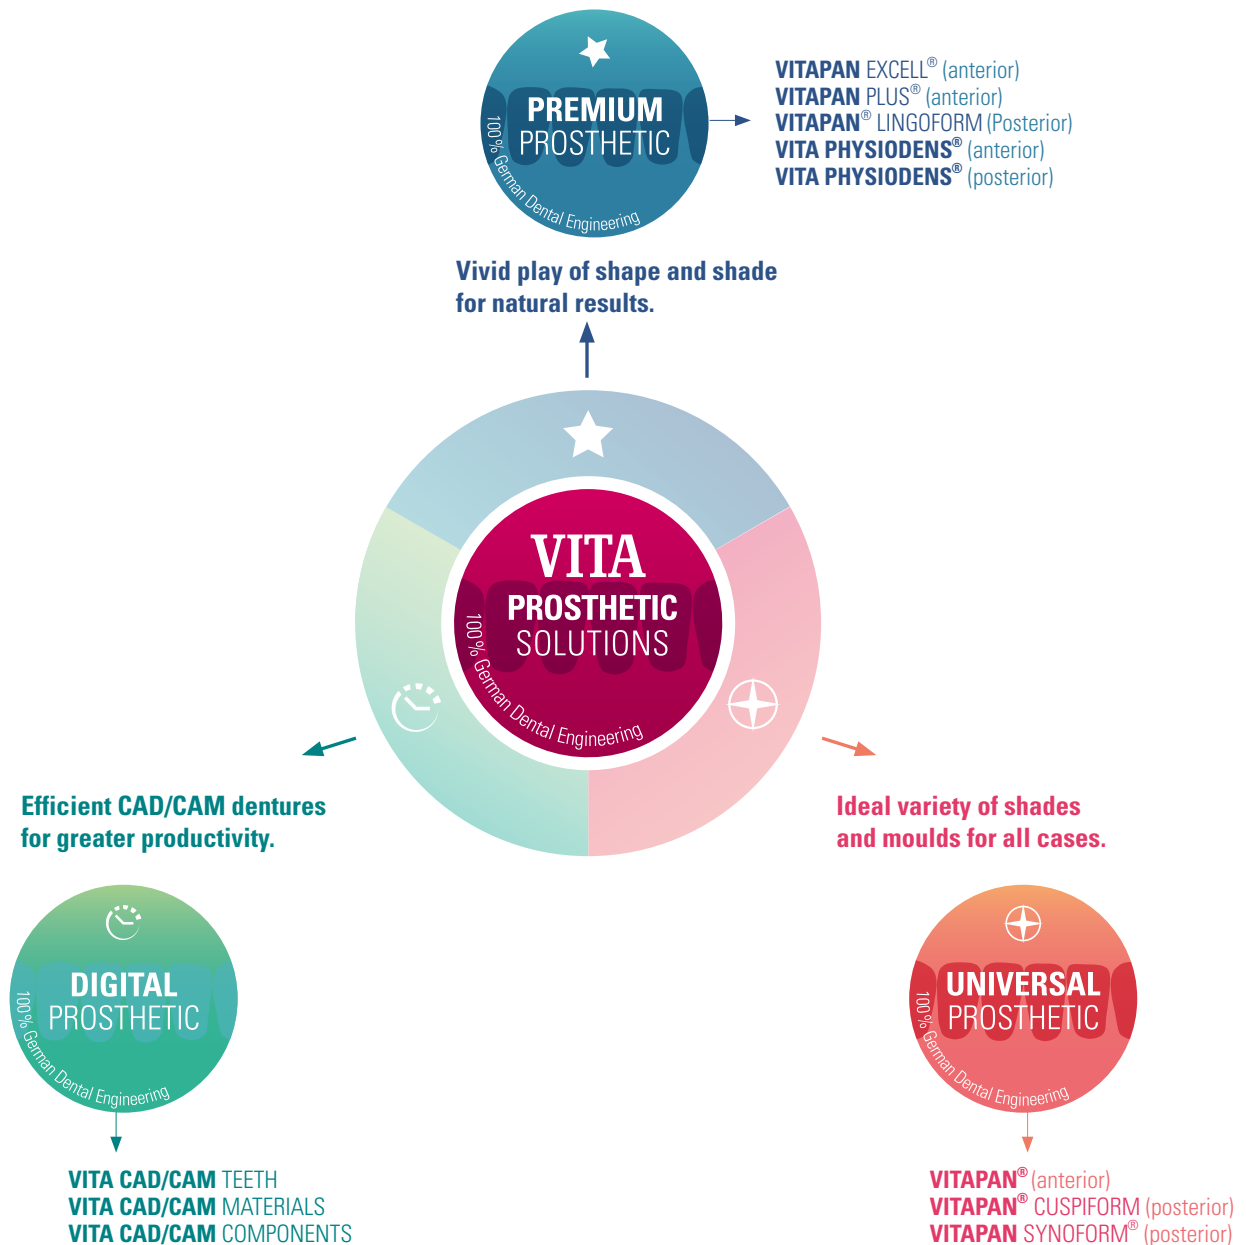 PREMIUM
PROSTHETIC
100% German Dental Engineering
VITAPAN EXCELL® (anterior)
VITAPAN PLUS® (anterior)
VITAPAN® LINGOFORM (Posterior)
VITA PHYSIODENS® (anterior)
VITA PHYSIODENS® (posterior)
Vivid play of shape and shade
for natural results.
VITA
PROSTHETIC
SOLUTIONS
100% German Dental Engineering
Efficient CAD/CAM dentures
for greater productivity.
DIGITAL
PROSTHETIC
100% German Dental Engineering
VITA CAD/CAM TEETH
VITA CAD/CAM MATERIALS
VITA CAD/CAM COMPONENTS
Ideal variety of shades
and moulds for all cases.
UNIVERSAL
PROSTHETIC
100% German Dental Engineering
VITAPAN® (anterior)
VITAPAN® CUSPIFORM (posterior)
VITAPAN SYNOFORM® (posterior)